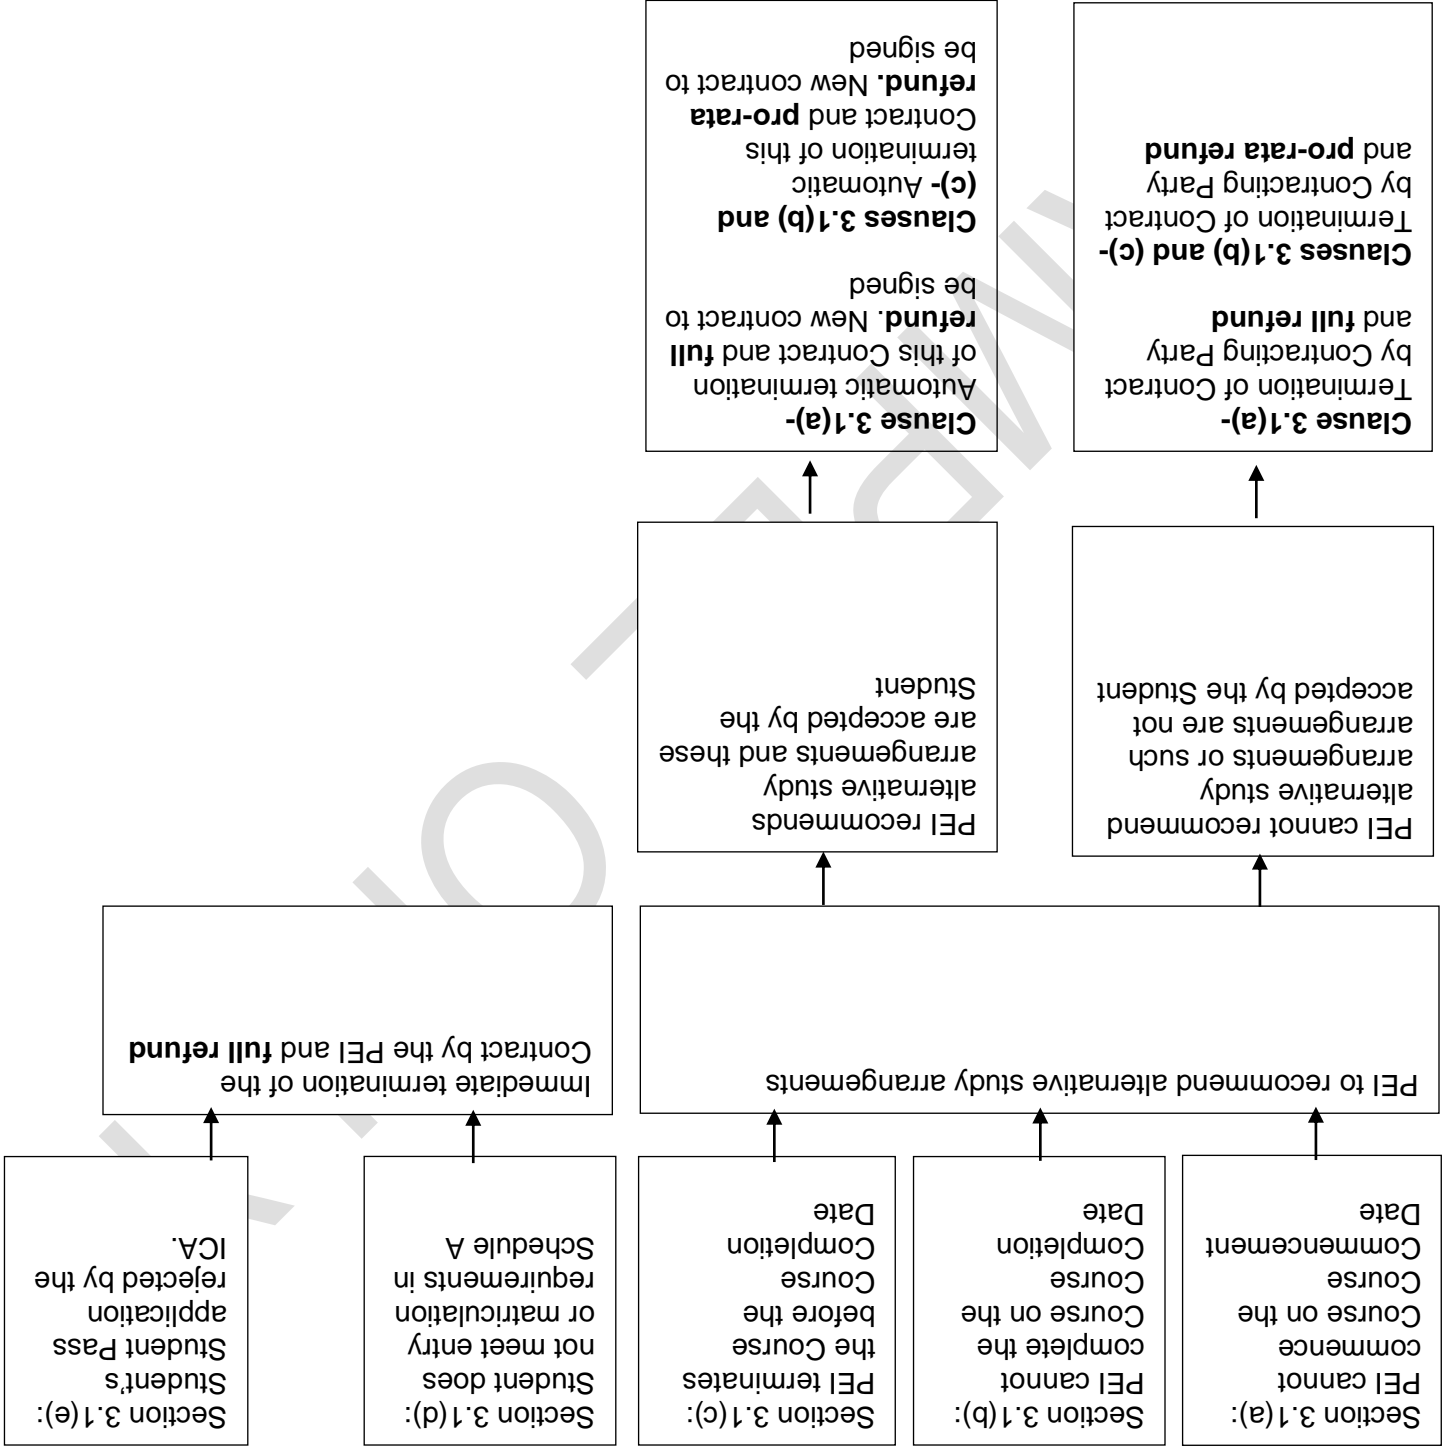 Section 3.1(a):
PEI cannot
commence
Course on the
Course
Commencement
Date
Section 3.1(b):
PEI cannot
complete the
Course on the
Course
Completion
Date
Section 3.1(c):
PEI terminates
the Course
before the
Course
Completion
Date
Section 3.1(d):
Student does
not meet entry
or matriculation
requirements in
Schedule A
Section 3.1(e):
Student's
Student Pass
application
rejected by the
ICA.
PEI to recommend alternative study arrangements
Immediate termination of the
Contract by the PEI and full refund
PEI cannot recommend
alternative study
arrangements or such
arrangements are not
accepted by the Student
PEI recommends
alternative study
arrangements and these
are accepted by the
Student
Clause 3.1(a)-
Termination of Contract
by Contracting Party
and full refund
Clauses 3.1(b) and (c)-
Termination of Contract
by Contracting Party
and pro-rata refund
Clause 3.1(a)-
Automatic termination
of this Contract and full
refund. New contract to
be signed
Clauses 3.1(b) and
(c)- Automatic
termination of this
Contract and pro-rata
refund. New contract to
be signed